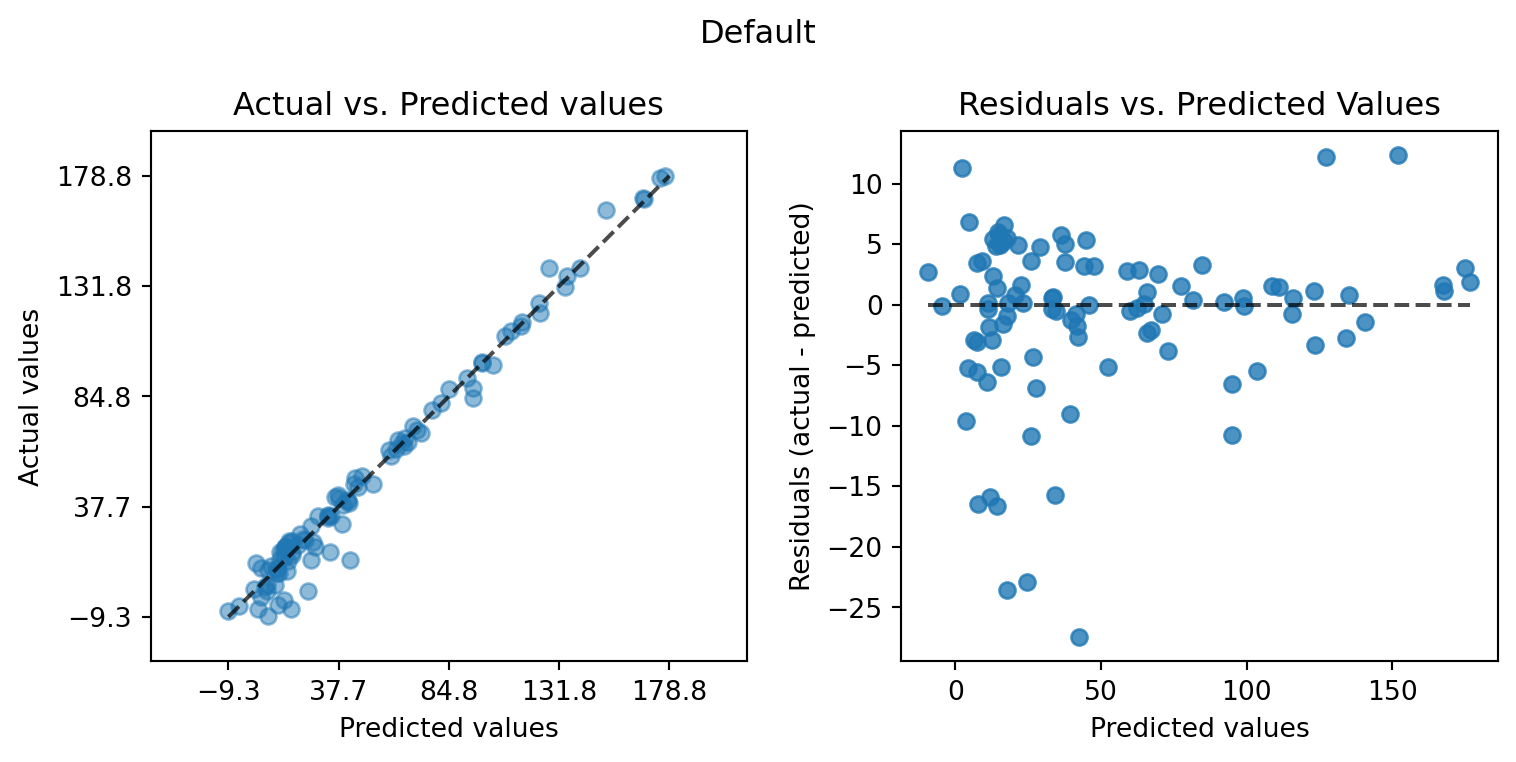 Default
Actual vs. Predicted values
178.8
131.8
84.8
37.7
−9.3
Actual values
−9.3 37.7 84.8 131.8 178.8
Predicted values
Residuals vs. Predicted Values
10
5
0
−5
−10
−15
−20
−25
Residuals (actual - predicted)
0 50 100 150
Predicted values